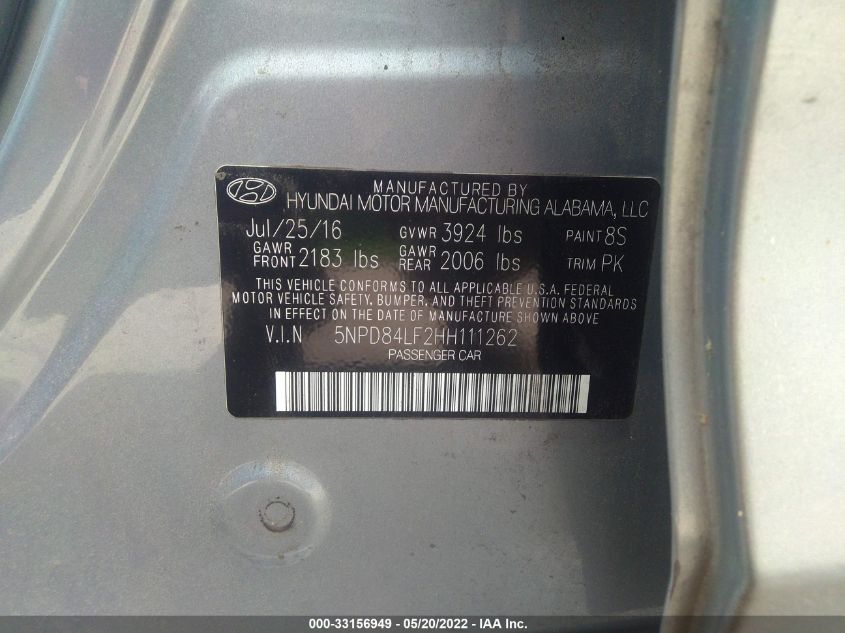 MANUFACTURED BY
HYUNDAI MOTOR MANUFACTURING ALABAMA, LLC
Jul/25/16 GVWR 3924 lbs PAINT 8S
GAWR FRONT 2183 lbs GAWR REAR 2006 lbs TRIM PK
THIS VEHICLE CONFORMS TO ALL APPLICABLE U.S.A. FEDERAL
MOTOR VEHICLE SAFETY, BUMPER, AND THEFT PREVENTION STANDARDS
IN EFFECT ON THE DATE OF MANUFACTURE SHOWN ABOVE
V.I.N 5NPD84LF2HH111262
PASSENGER CAR
000-33156949 - 05/20/2022 - IAA Inc.